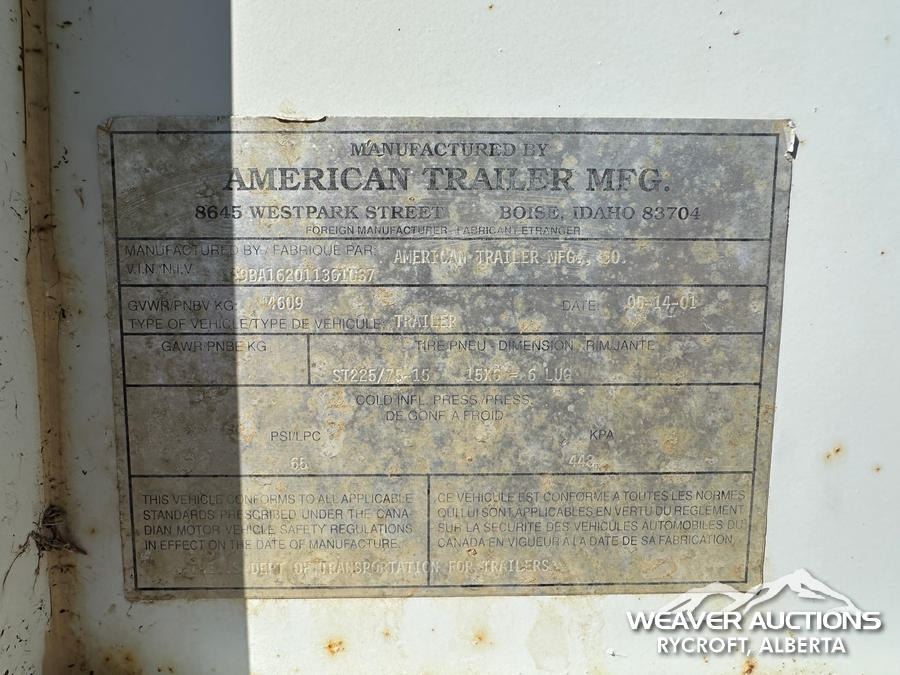 MANUFACTURED BY
AMERICAN TRAILER MFG.
8645 WESTPARK STREET BOISE, IDAHO 83704
FOREIGN MANUFACTURER - FABRICANT ETRANGER
MANUFACTURED BY / FABRIQUE PAR: AMERICAN TRAILER MFG., CO.
V.I.N./N.I.V.
GVWR/PNBV KG: 4609 DATE: 05-14-01
TYPE OF VEHICLE/TYPE DE VEHICULE: TRAILER
GAWR/PNBE KG TIRE/PNEU - DIMENSION - RIM/JANTE
ST225/75-15 15X6 - 6 LUG
COLD INFL. PRESS./PRESS.
DE GONF. A FROID
PSI/LPC KPA
65
THIS VEHICLE CONFORMS TO ALL APPLICABLE
STANDARDS PRESCRIBED UNDER THE CANA-
DIAN MOTOR VEHICLE SAFETY REGULATIONS
IN EFFECT ON THE DATE OF MANUFACTURE.
CE VEHICULE EST CONFORME A TOUTES LES NORMES
QUI LUI SONT APPLICABLES EN VERTU DU REGLEMENT
SUR LA SECURITE DES VEHICULES AUTOMOBILES DU
CANADA EN VIGUEUR A LA DATE DE SA FABRICATION.
DEPT OF TRANSPORTATION FOR TRAILERS
WEAVER AUCTIONS
RYCROFT, ALBERTA